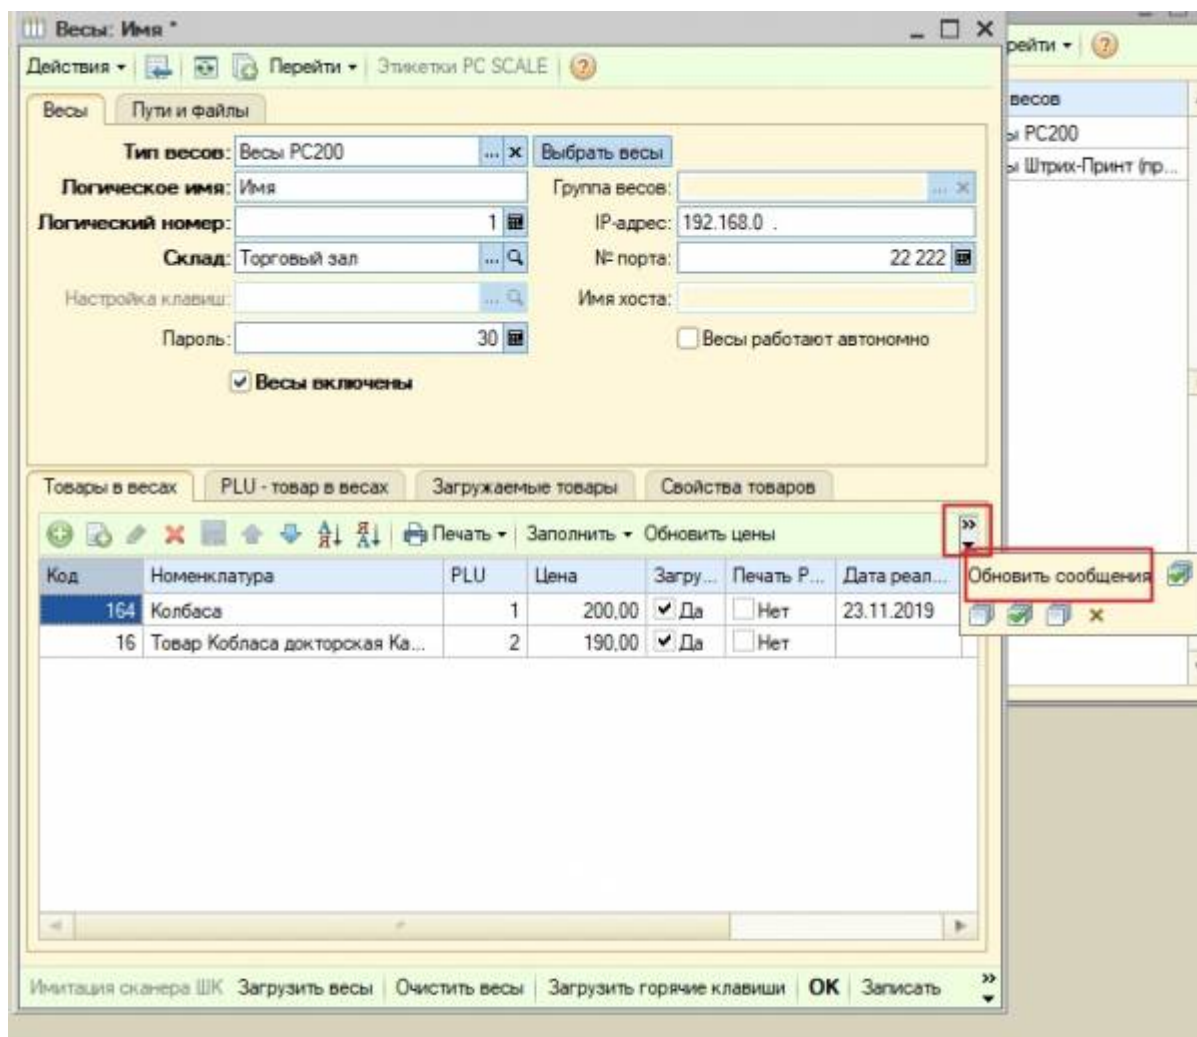 Весы: Имя *
Действия Перейти Этикетки PC SCALE
рейти
Весы Пути и файлы
весов
Тип весов: Весы PC200 ... x Выбрать весы
ы PC200
Логическое имя: Имя Группа весов: ... x
ы Штрих-Принт (пр...
Логический номер: 1 IP-адрес: 192.168.0 .
Склад: Торговый зал ... № порта: 22 222
Настройка клавиш: ... Имя хоста:
Пароль: 30 Весы работают автономно
Весы включены
Товары в весах PLU - товар в весах Загружаемые товары Свойства товаров
Печать Заполнить Обновить цены
Код Номенклатура PLU Цена Загру... Печать Р... Дата реал...
Обновить сообщения
164 Колбаса 1 200,00 Да Нет 23.11.2019
16 Товар Кобласа докторская Ка... 2 190,00 Да Нет
Имитация сканера ШК Загрузить весы Очистить весы Загрузить горячие клавиши OK Записать